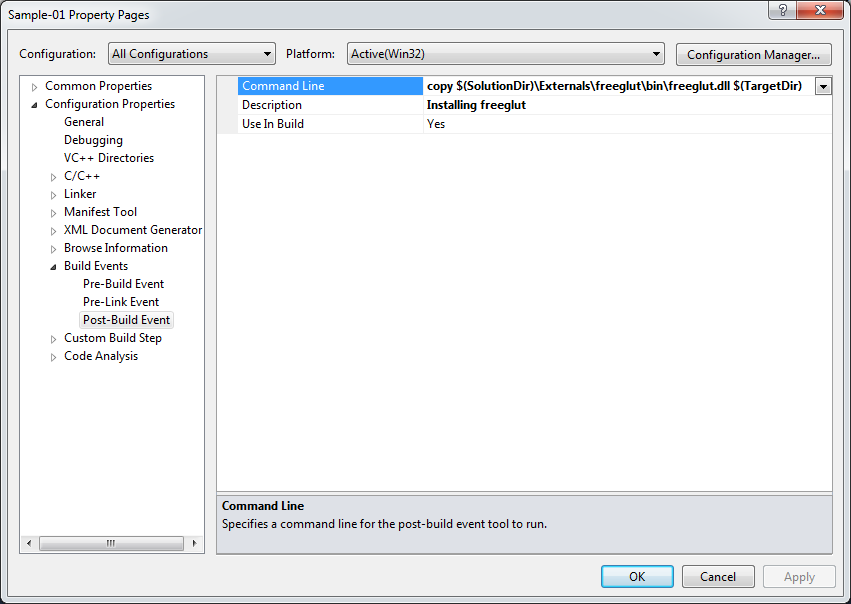 Sample-01 Property Pages
Configuration: All Configurations Platform: Active(Win32) Configuration Manager...
Common Properties
Configuration Properties
General
Debugging
VC++ Directories
C/C++
Linker
Manifest Tool
XML Document Generator
Browse Information
Build Events
Pre-Build Event
Pre-Link Event
Post-Build Event
Custom Build Step
Code Analysis
Command Line copy $(SolutionDir)\Externals\freeglut\bin\freeglut.dll $(TargetDir)
Description Installing freeglut
Use In Build Yes
Command Line
Specifies a command line for the post-build event tool to run.
OK Cancel Apply